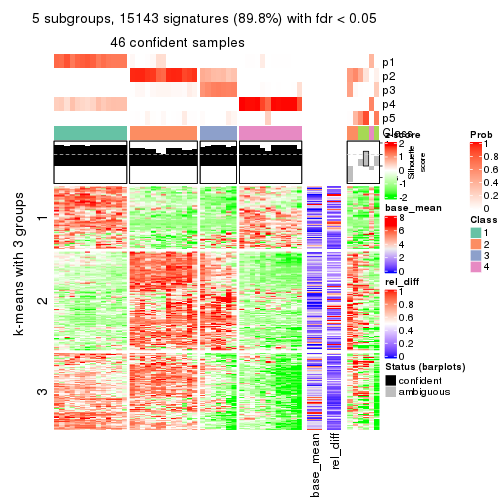 5 subgroups, 15143 signatures (89.8%) with fdr < 0.05
46 confident samples
p1
p2
p3
p4
p5
Class
Silhouette
score
k-means with 3 groups
1
2
3
base_mean
rel_diff
z-score
2
1
0
-1
-2
base_mean
8
6
4
2
0
rel_diff
1
0.8
0.6
0.4
0.2
0
Status (barplots)
confident
ambiguous
Prob
1
0.8
0.6
0.4
0.2
0
Class
1
2
3
4